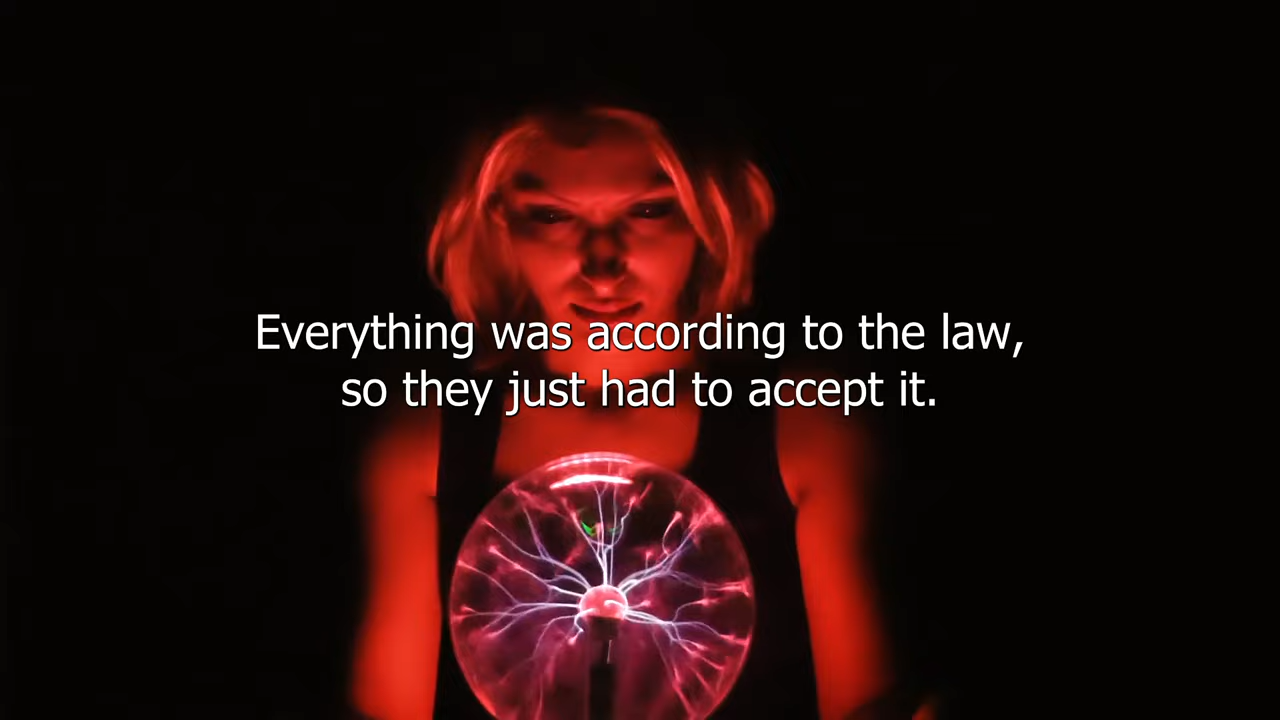 Everything was according to the law,
so they just had to accept it.